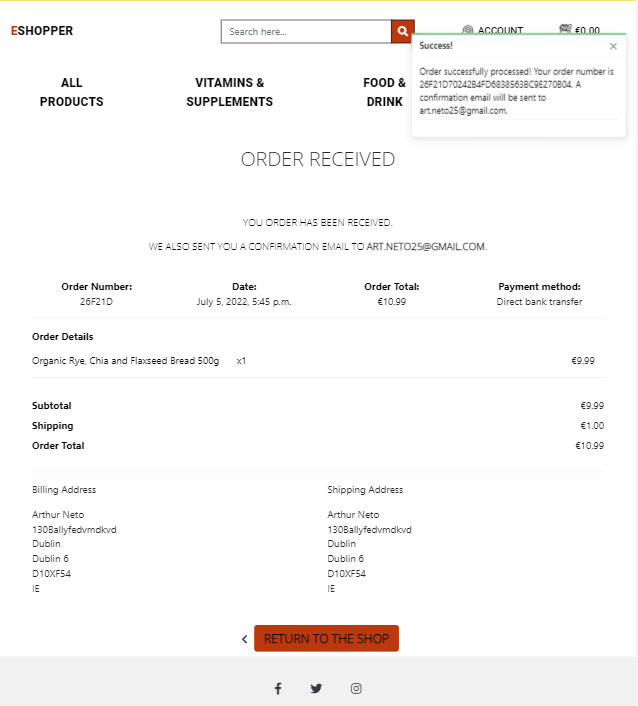 ESHOPPER
Search here...
ACCOUNT
€0.00
Success!
×
Order successfully processed! Your order number is
26F21D70242B4FD6838563BC9E270B04. A
confirmation email will be sent to
art.neto25@gmail.com.
ALL
PRODUCTS
VITAMINS &
SUPPLEMENTS
FOOD &
DRINK
ORDER RECEIVED
YOU ORDER HAS BEEN RECEIVED.
WE ALSO SENT YOU A CONFIRMATION EMAIL TO ART.NETO25@GMAIL.COM.
Order Number: Date: Order Total: Payment method:
26F21D July 5, 2022, 5:45 p.m. €10.99 Direct bank transfer
Order Details
Organic Rye, Chia and Flaxseed Bread 500g x1 €9.99
Subtotal €9.99
Shipping €1.00
Order Total €10.99
Billing Address
Arthur Neto
130Ballyfedvmdkvd
Dublin
Dublin 6
D10XF54
IE
Shipping Address
Arthur Neto
130Ballyfedvmdkvd
Dublin
Dublin 6
D10XF54
IE
RETURN TO THE SHOP